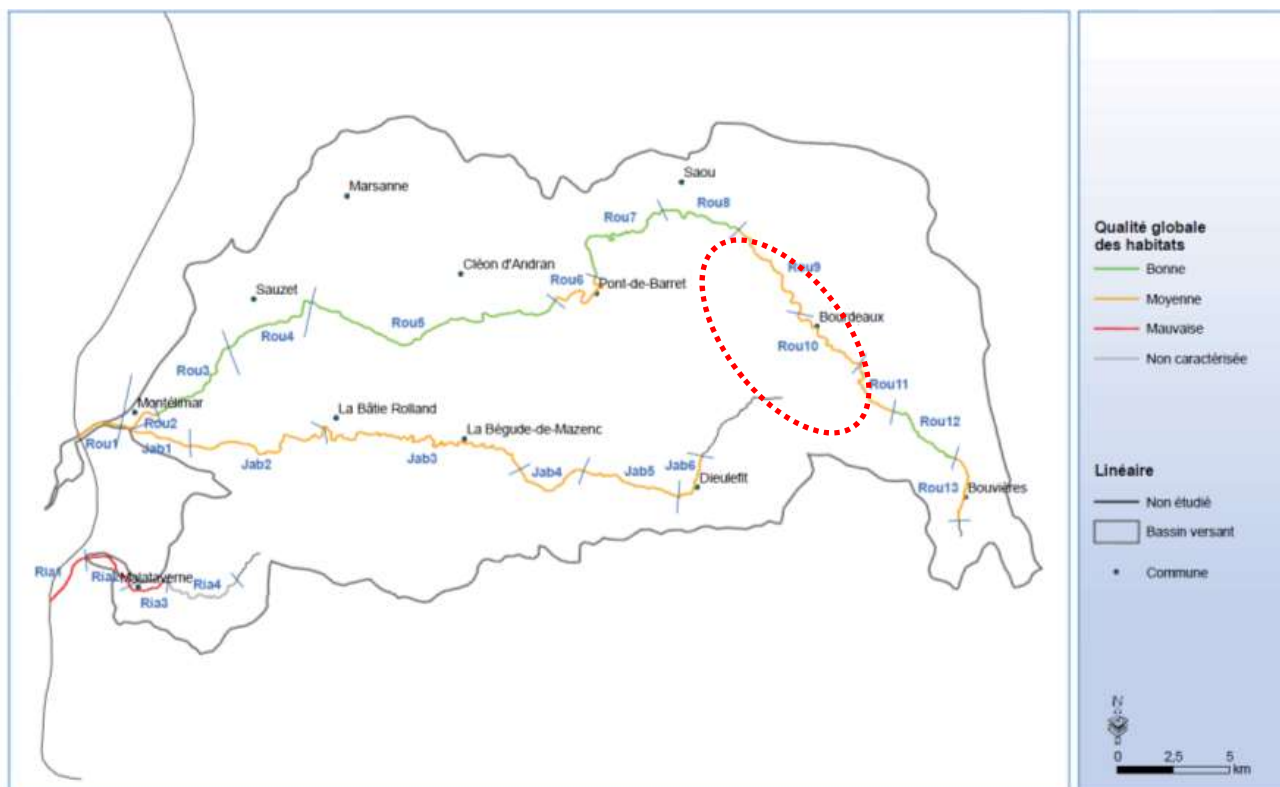 Saou
Marsanne
Rou8
Rou7
Rou9
Cléon d'Andran
Rou6
Pont-de-Barret
Sauzet
Rou5
Rou4
Bourdeaux
Rou10
Rou3
Rou11
Montélimar
La Bâtie Rolland
Rou2
Rou12
Rou1
La Bégude-de-Mazenc
Jab1
Jab2
Jab3
Jab4
Jab5
Jab6
Dieulefit
Rou13
Bouvières
Ria1
Ria2
Malataverne
Ria4
Ria3
Qualité globale
des habitats
Bonne
Moyenne
Mauvaise
Non caractérisée
Linéaire
Non étudié
Bassin versant
Commune
N
0 2,5 5
km